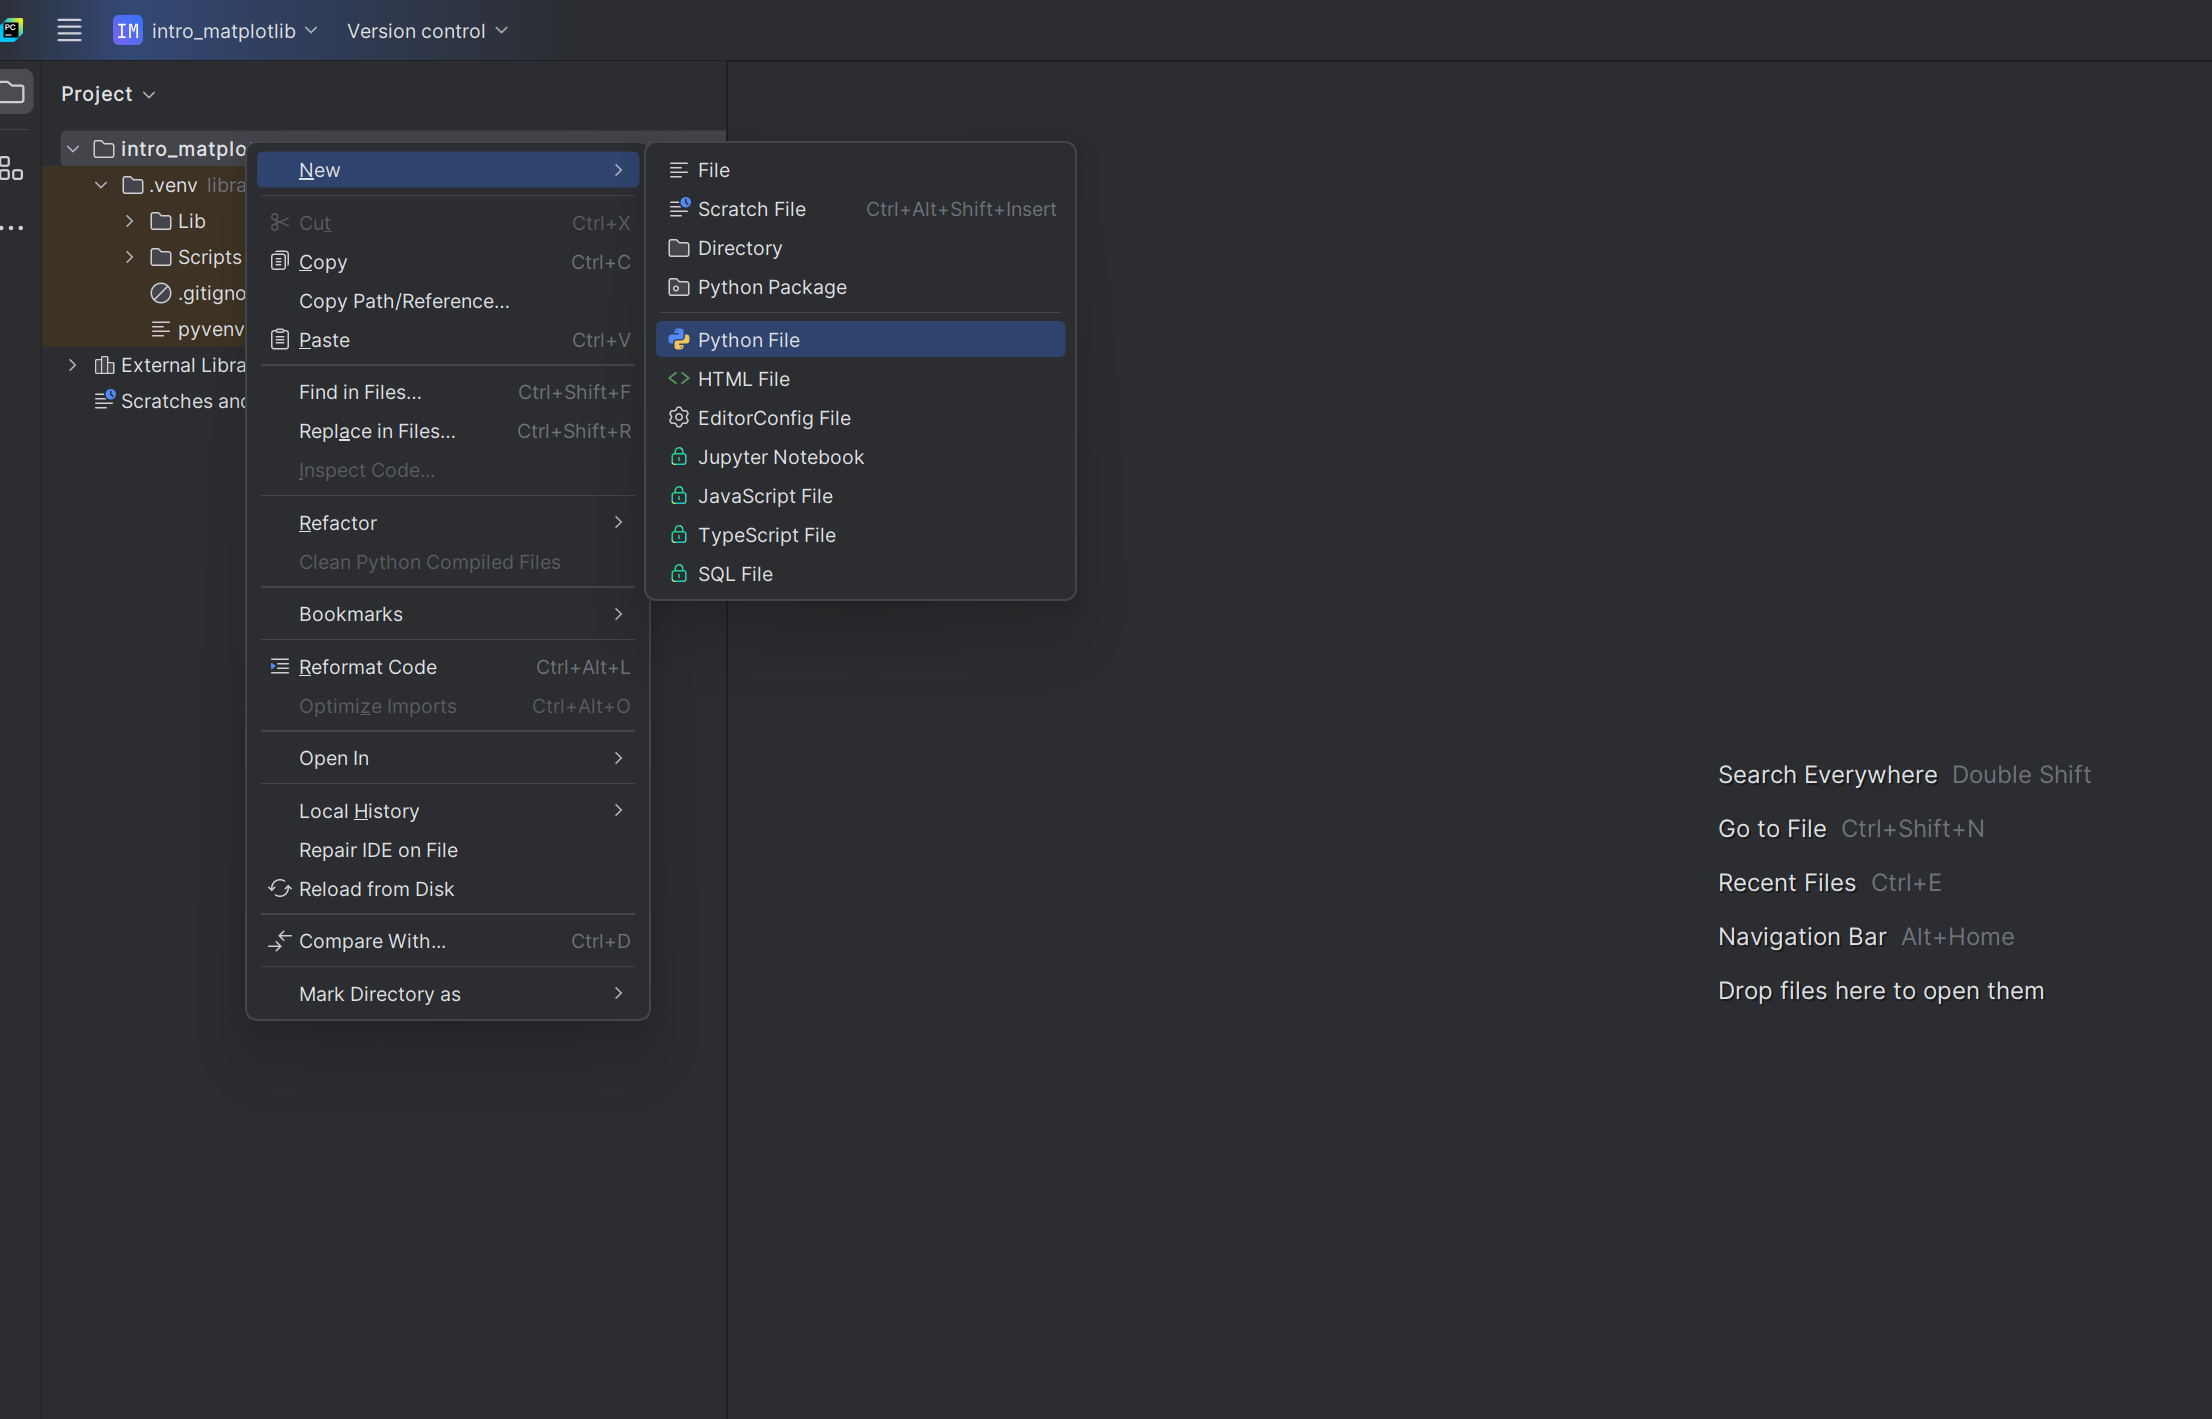 PC
IM intro_matplotlib Version control
Project
intro_matplo
.venv libra
Lib
Scripts
.gitigno
pyvenv
External Libra
Scratches and
New
Cut Ctrl+X
Copy Ctrl+C
Copy Path/Reference...
Paste Ctrl+V
Find in Files... Ctrl+Shift+F
Replace in Files... Ctrl+Shift+R
Inspect Code...
Refactor
Clean Python Compiled Files
Bookmarks
Reformat Code Ctrl+Alt+L
Optimize Imports Ctrl+Alt+O
Open In
Local History
Repair IDE on File
Reload from Disk
Compare With... Ctrl+D
Mark Directory as
File
Scratch File Ctrl+Alt+Shift+Insert
Directory
Python Package
Python File
HTML File
EditorConfig File
Jupyter Notebook
JavaScript File
TypeScript File
SQL File
Search Everywhere Double Shift
Go to File Ctrl+Shift+N
Recent Files Ctrl+E
Navigation Bar Alt+Home
Drop files here to open them